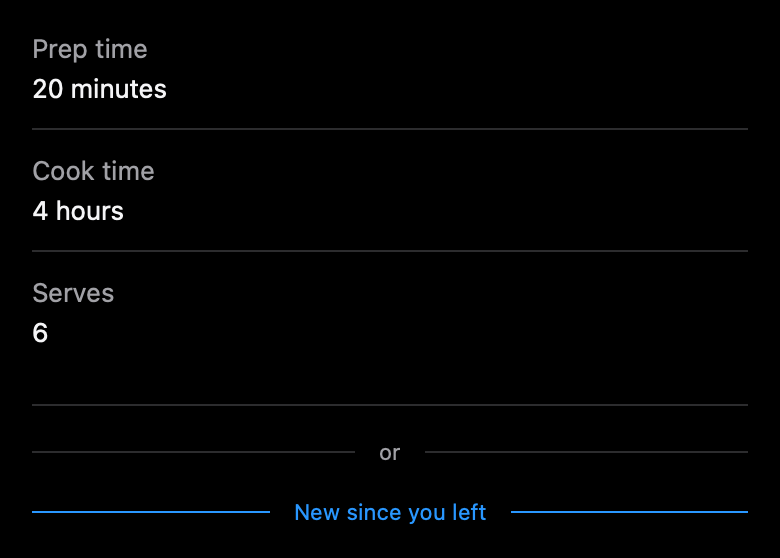 Prep time
20 minutes
Cook time
4 hours
Serves
6
or
New since you left